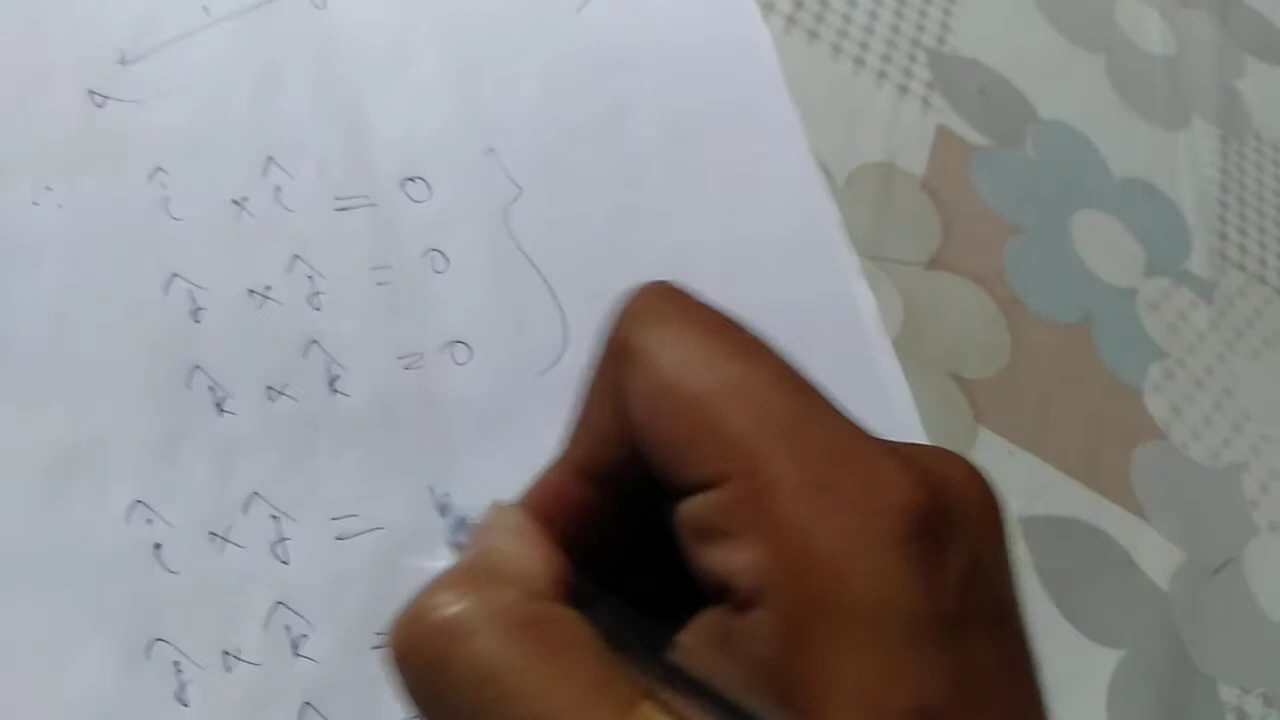 ∴ î × î = 0
ĵ × ĵ = 0
k̂ × k̂ = 0
î × ĵ =
ĵ × k̂ =